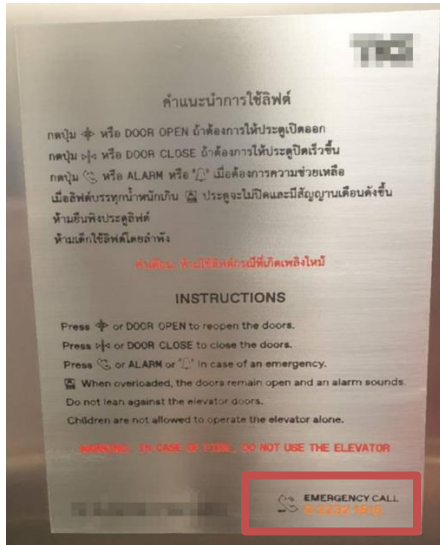 คำแนะนำการใช้ลิฟต์
กดปุ่ม หรือ DOOR OPEN ถ้าต้องการให้ประตูเปิดออก
กดปุ่ม หรือ DOOR CLOSE ถ้าต้องการให้ประตูปิดเร็วขึ้น
กดปุ่ม หรือ ALARM หรือ เมื่อต้องการความช่วยเหลือ
เมื่อลิฟต์บรรทุกน้ำหนักเกิน ประตูจะไม่ปิดและมีสัญญาณเตือนดังขึ้น
ห้ามยืนพิงประตูลิฟต์
ห้ามเด็กใช้ลิฟต์โดยลำพัง
คำเตือน: ห้ามใช้ลิฟต์กรณีที่เกิดเพลิงไหม้
INSTRUCTIONS
Press or DOOR OPEN to reopen the doors.
Press or DOOR CLOSE to close the doors.
Press or ALARM or in case of an emergency.
When overloaded, the doors remain open and an alarm sounds.
Do not lean against the elevator doors.
Children are not allowed to operate the elevator alone.
WARNING: IN CASE OF FIRE, DO NOT USE THE ELEVATOR
EMERGENCY CALL